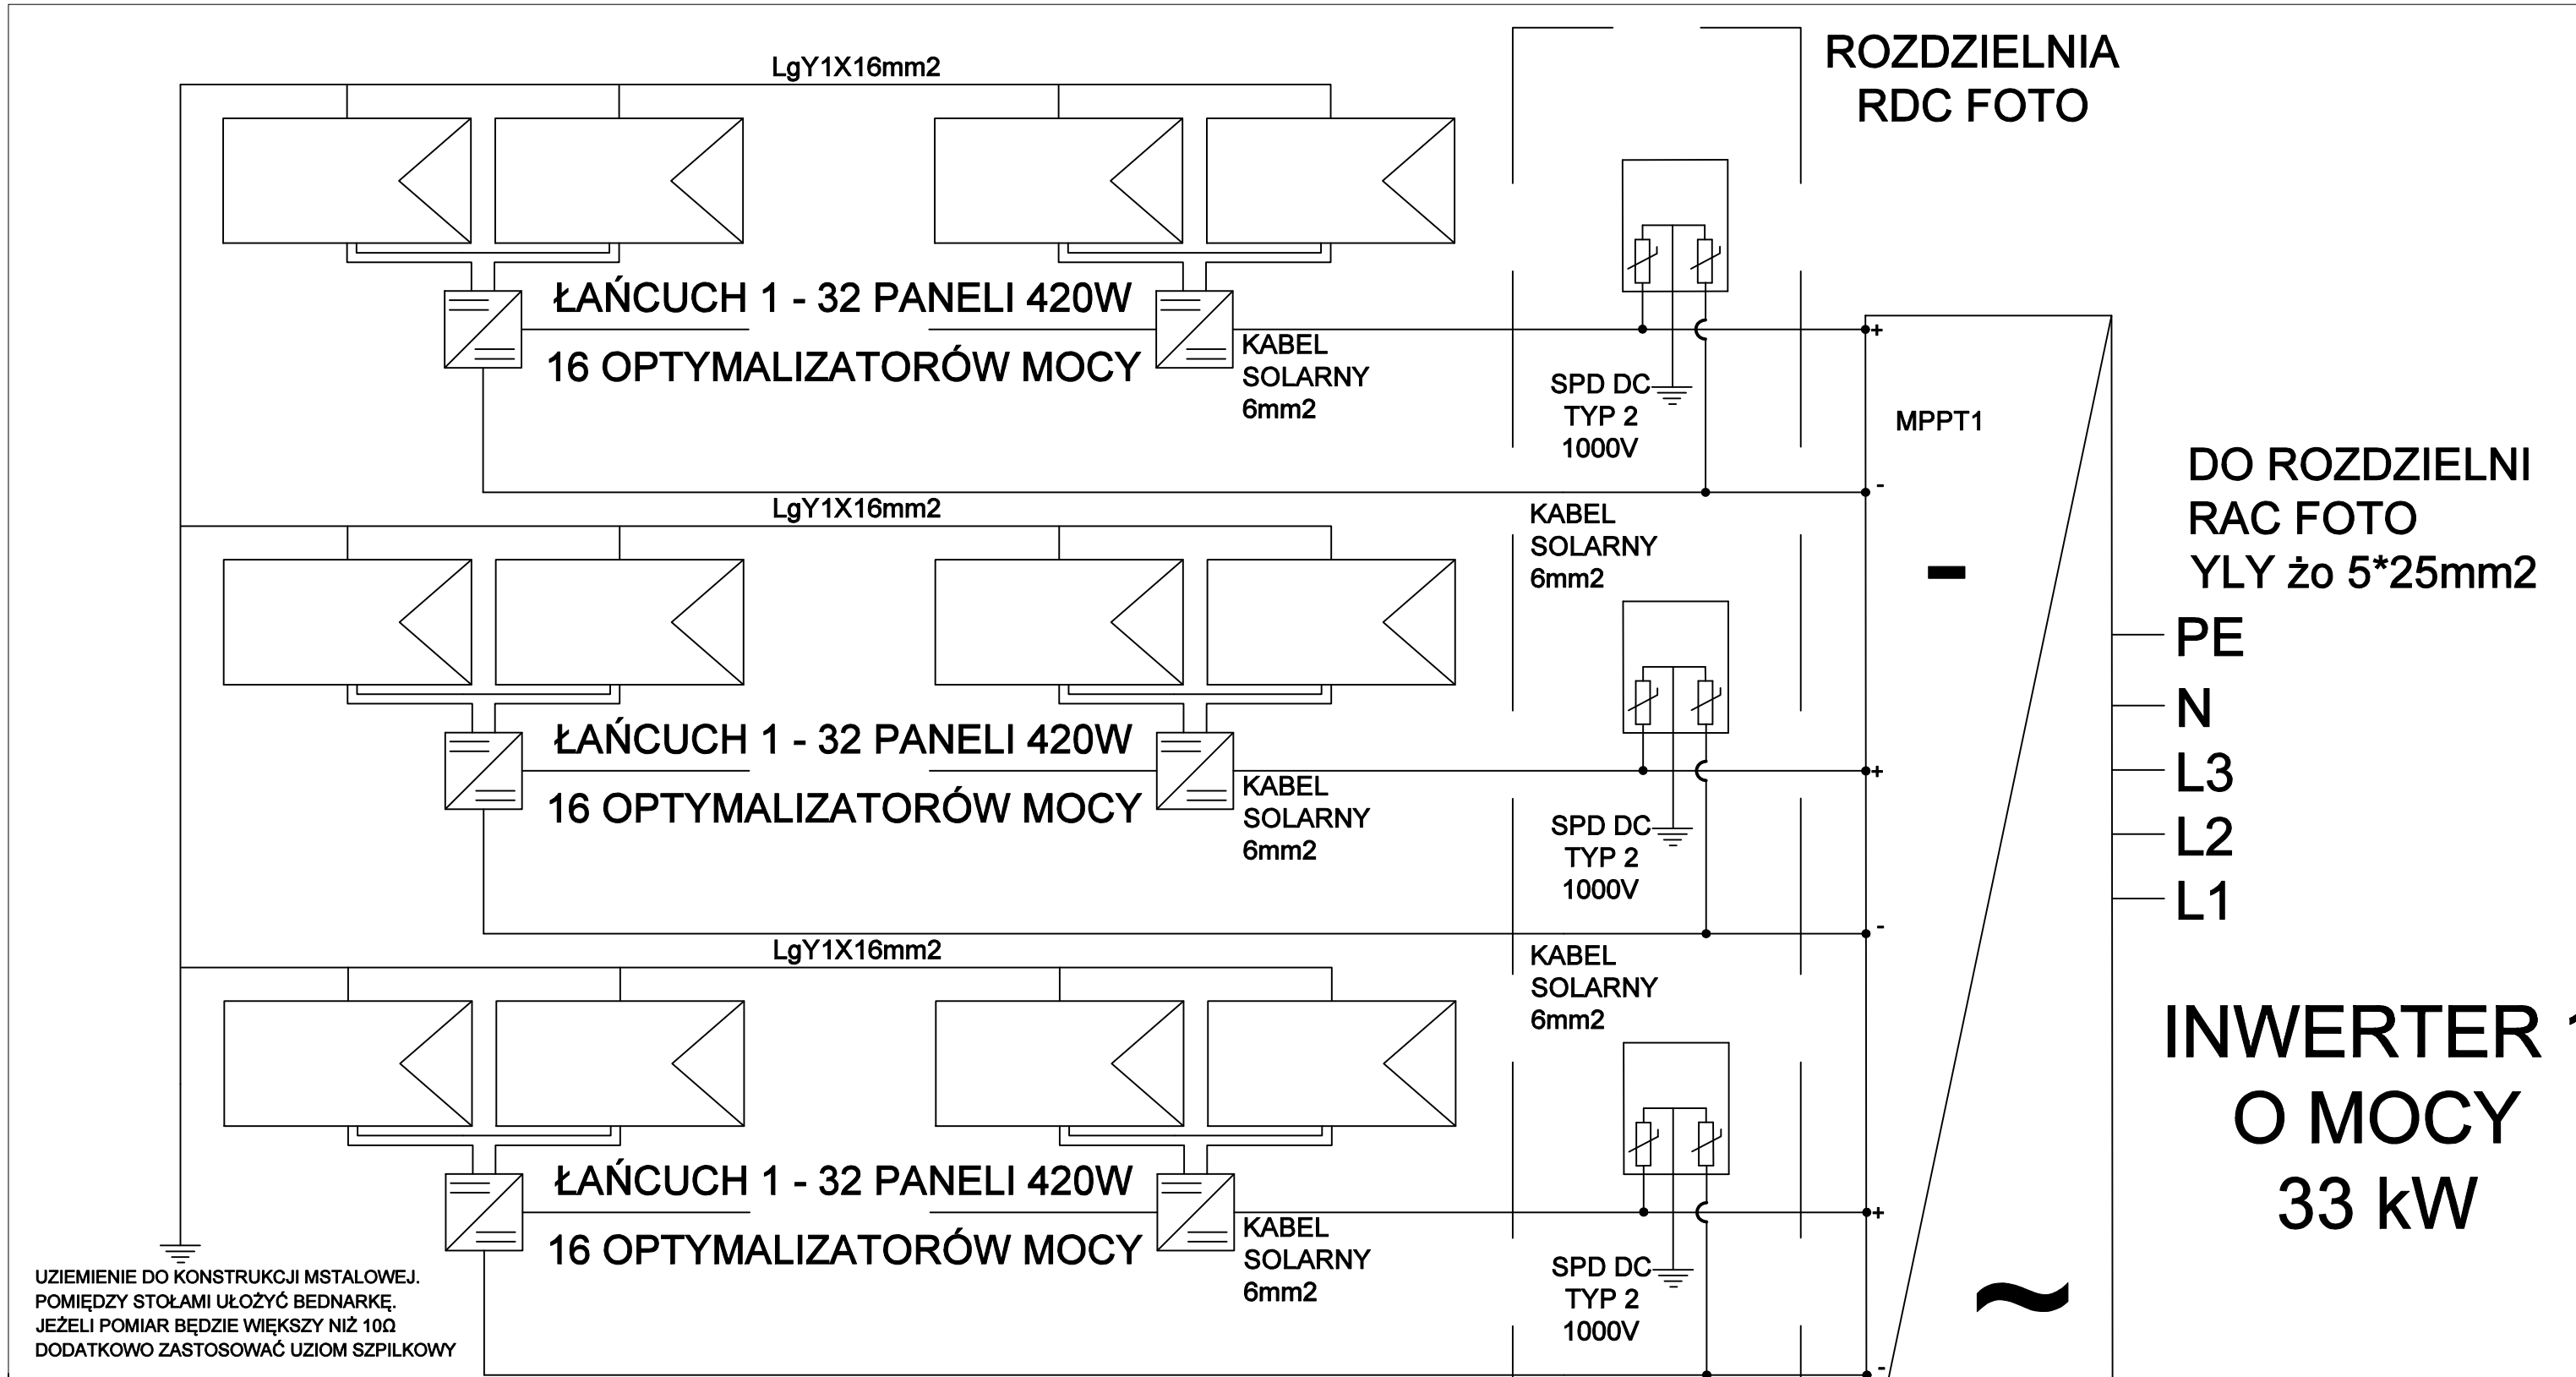 LgY1X16mm2
ROZDZIELNIA
RDC FOTO
ŁAŃCUCH 1 - 32 PANELI 420W
16 OPTYMALIZATORÓW MOCY
KABEL
SOLARNY
6mm2
SPD DC
TYP 2
1000V
+
MPPT1
-
LgY1X16mm2
KABEL
SOLARNY
6mm2
-
DO ROZDZIELNI
RAC FOTO
YLY żo 5*25mm2
PE
N
L3
L2
L1
ŁAŃCUCH 1 - 32 PANELI 420W
16 OPTYMALIZATORÓW MOCY
KABEL
SOLARNY
6mm2
SPD DC
TYP 2
1000V
+
-
LgY1X16mm2
KABEL
SOLARNY
6mm2
INWERTER 1
O MOCY
33 kW
ŁAŃCUCH 1 - 32 PANELI 420W
16 OPTYMALIZATORÓW MOCY
KABEL
SOLARNY
6mm2
SPD DC
TYP 2
1000V
+
-
~
UZIEMIENIE DO KONSTRUKCJI MSTALOWEJ.
POMIĘDZY STOŁAMI UŁOŻYĆ BEDNARKĘ.
JEŻELI POMIAR BĘDZIE WIĘKSZY NIŻ 10Ω
DODATKOWO ZASTOSOWAĆ UZIOM SZPILKOWY